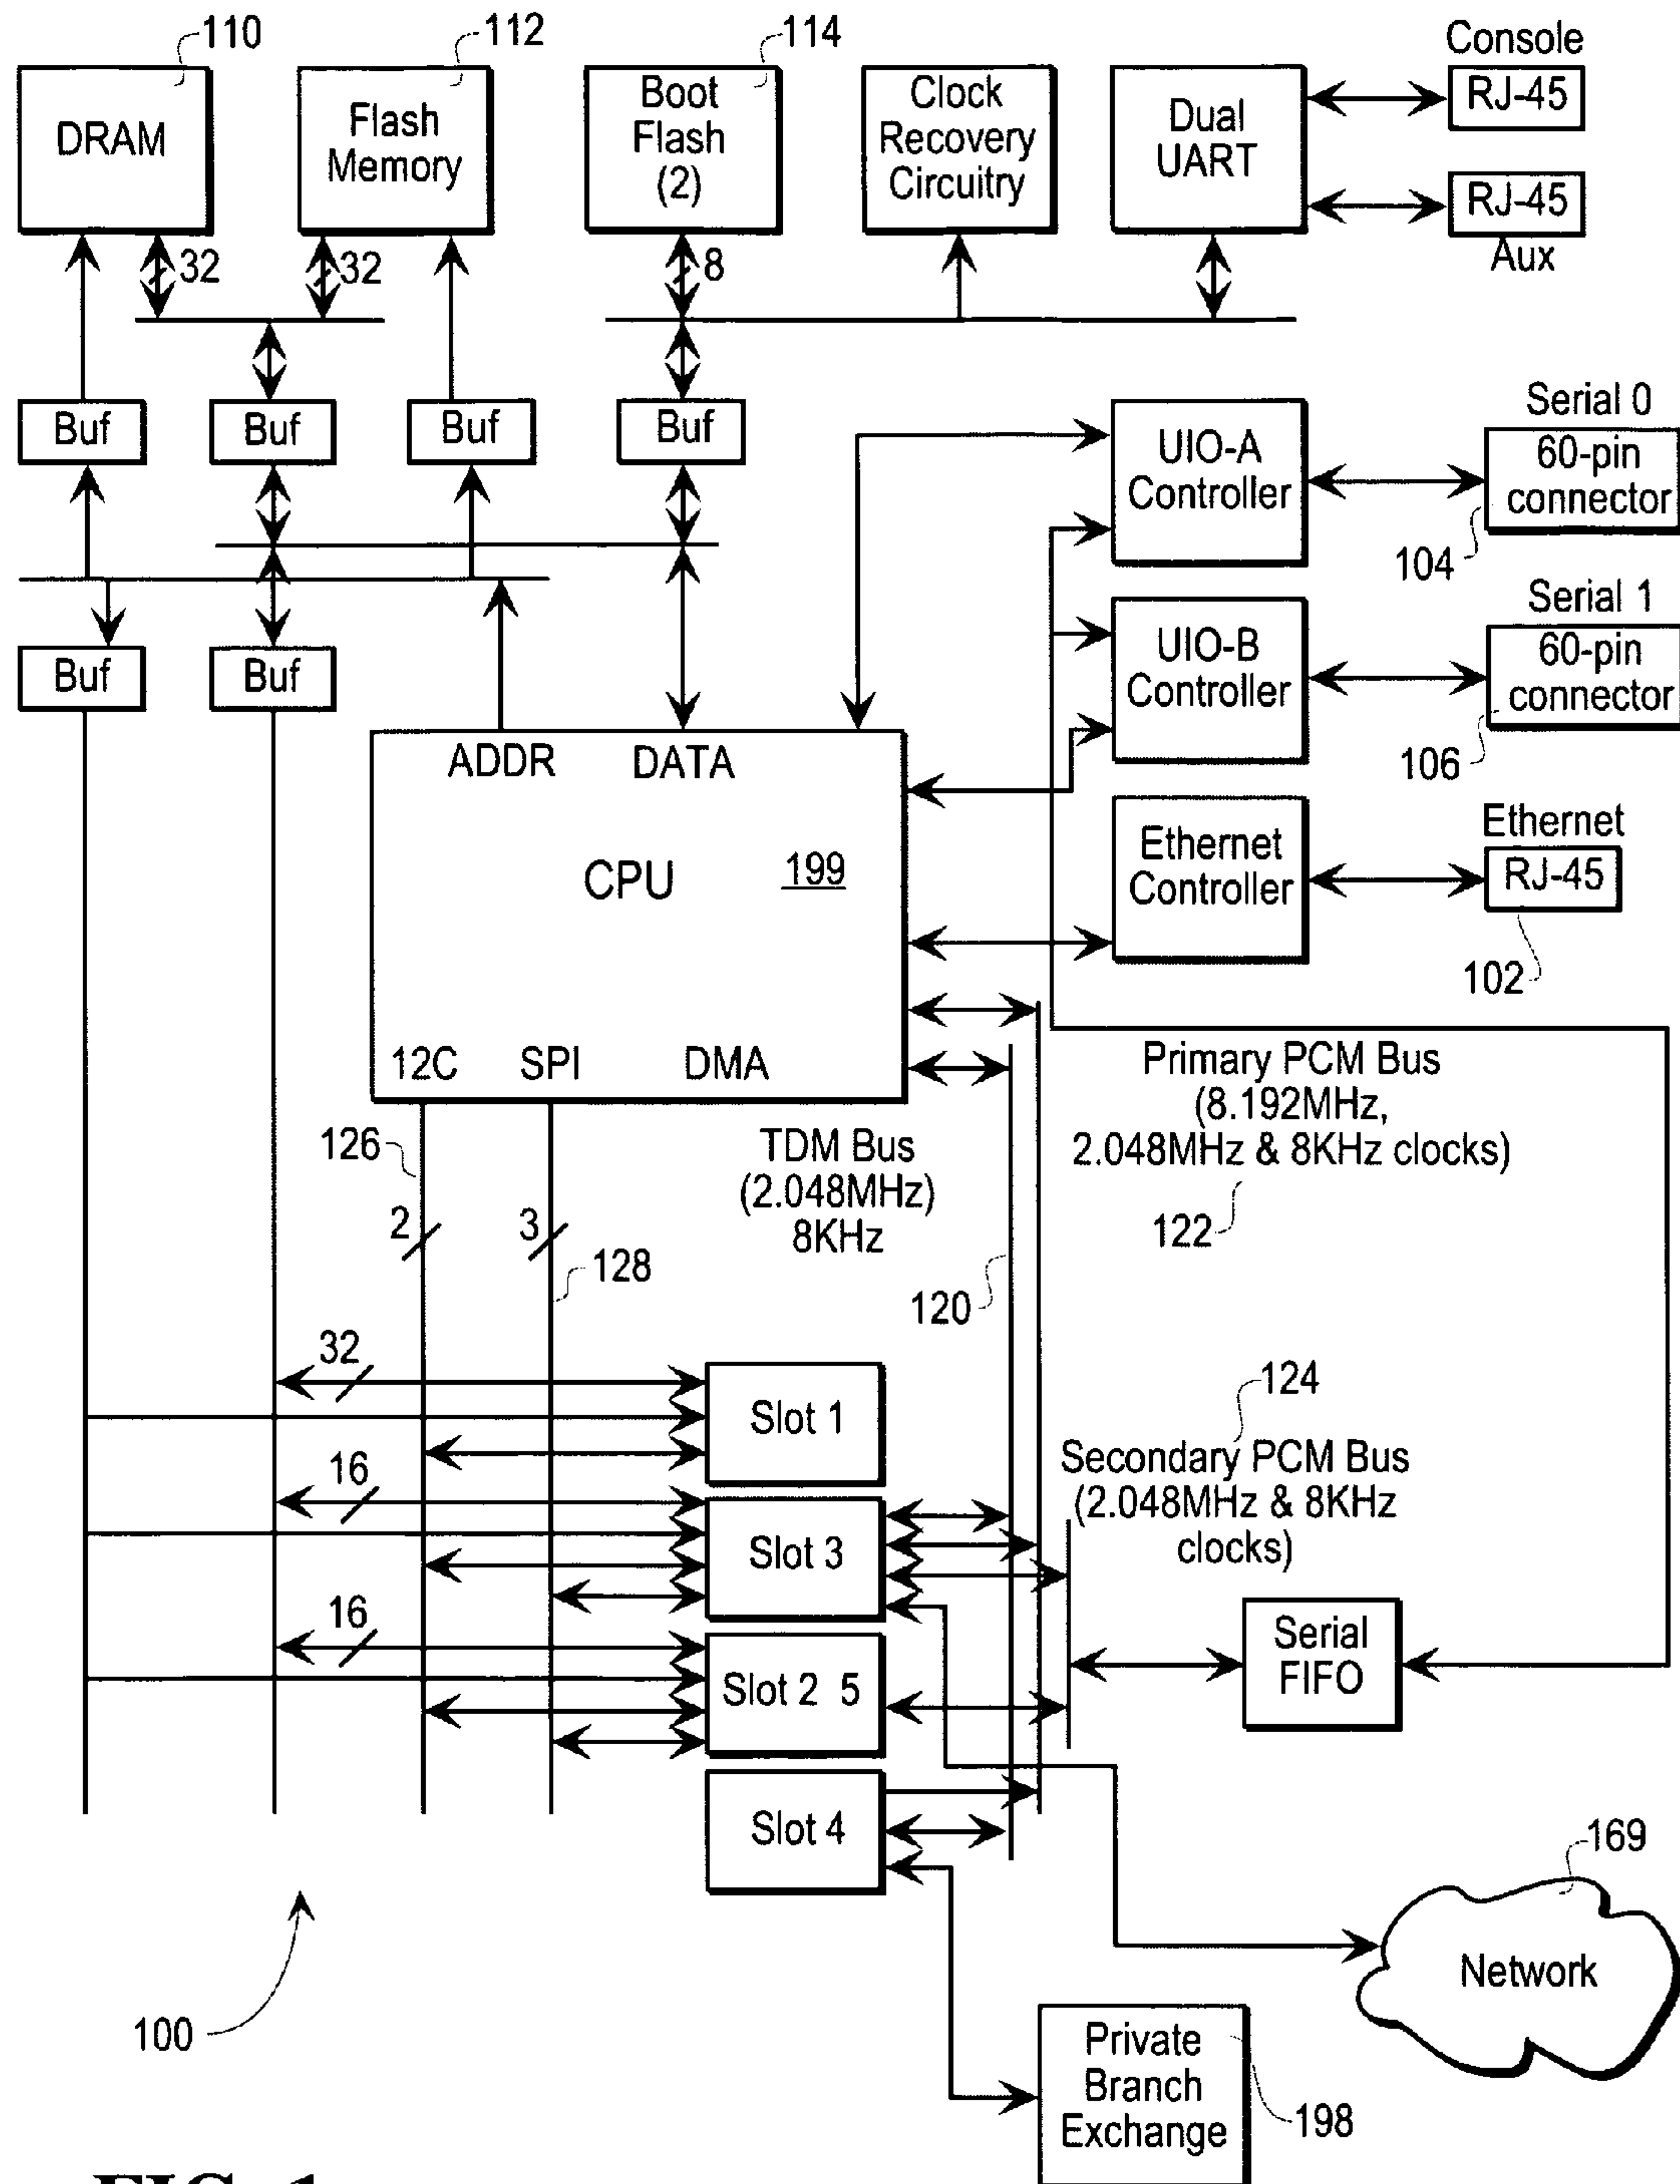 110
112
114
Console
DRAM
Flash
Memory
Boot
Flash
(2)
Clock
Recovery
Circuitry
Dual
UART
RJ-45
RJ-45
Aux
32
32
8
Buf
Buf
Buf
Buf
UIO-A
Controller
Serial 0
60-pin
connector
104
Buf
Buf
UIO-B
Controller
Serial 1
60-pin
connector
106
ADDR
DATA
CPU
199
Ethernet
Controller
Ethernet
RJ-45
102
12C
SPI
DMA
126
TDM Bus
(2.048MHz)
8KHz
Primary PCM Bus
(8.192MHz,
2.048MHz & 8KHz clocks)
122
2
3
128
120
32
Slot 1
124
Secondary PCM Bus
(2.048MHz & 8KHz
clocks)
16
Slot 3
16
Slot 2 5
Serial
FIFO
Slot 4
169
Network
100
Private
Branch
Exchange
198